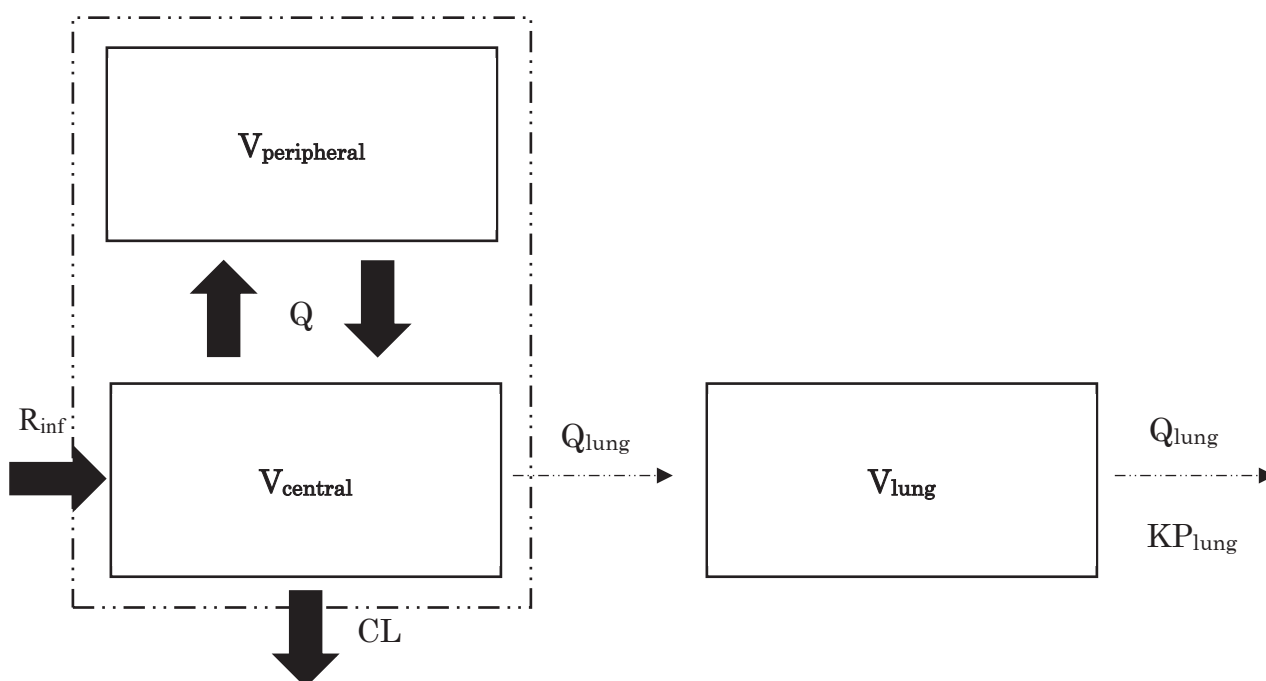 Vperipheral
Q
Rinf
Vcentral
Qlung
Vlung
Qlung
KPlung
CL